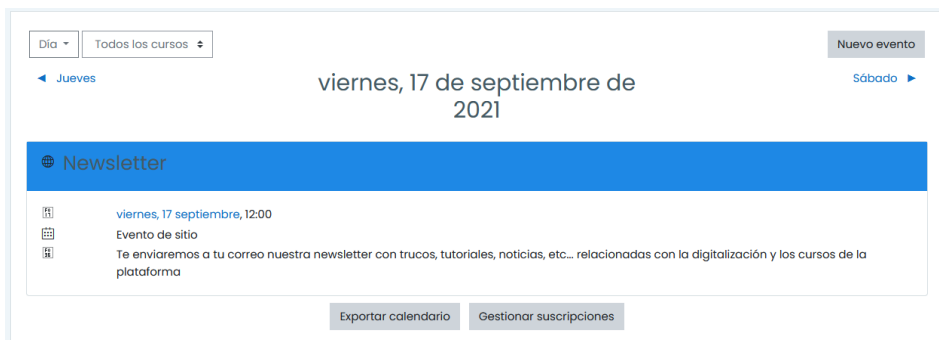 Día
Todos los cursos
Nuevo evento
Jueves
viernes, 17 de septiembre de
2021
Sábado
Newsletter
viernes, 17 septiembre, 12:00
Evento de sitio
Te enviaremos a tu correo nuestra newsletter con trucos, tutoriales, noticias, etc... relacionadas con la digitalización y los cursos de la
plataforma
Exportar calendario
Gestionar suscripciones